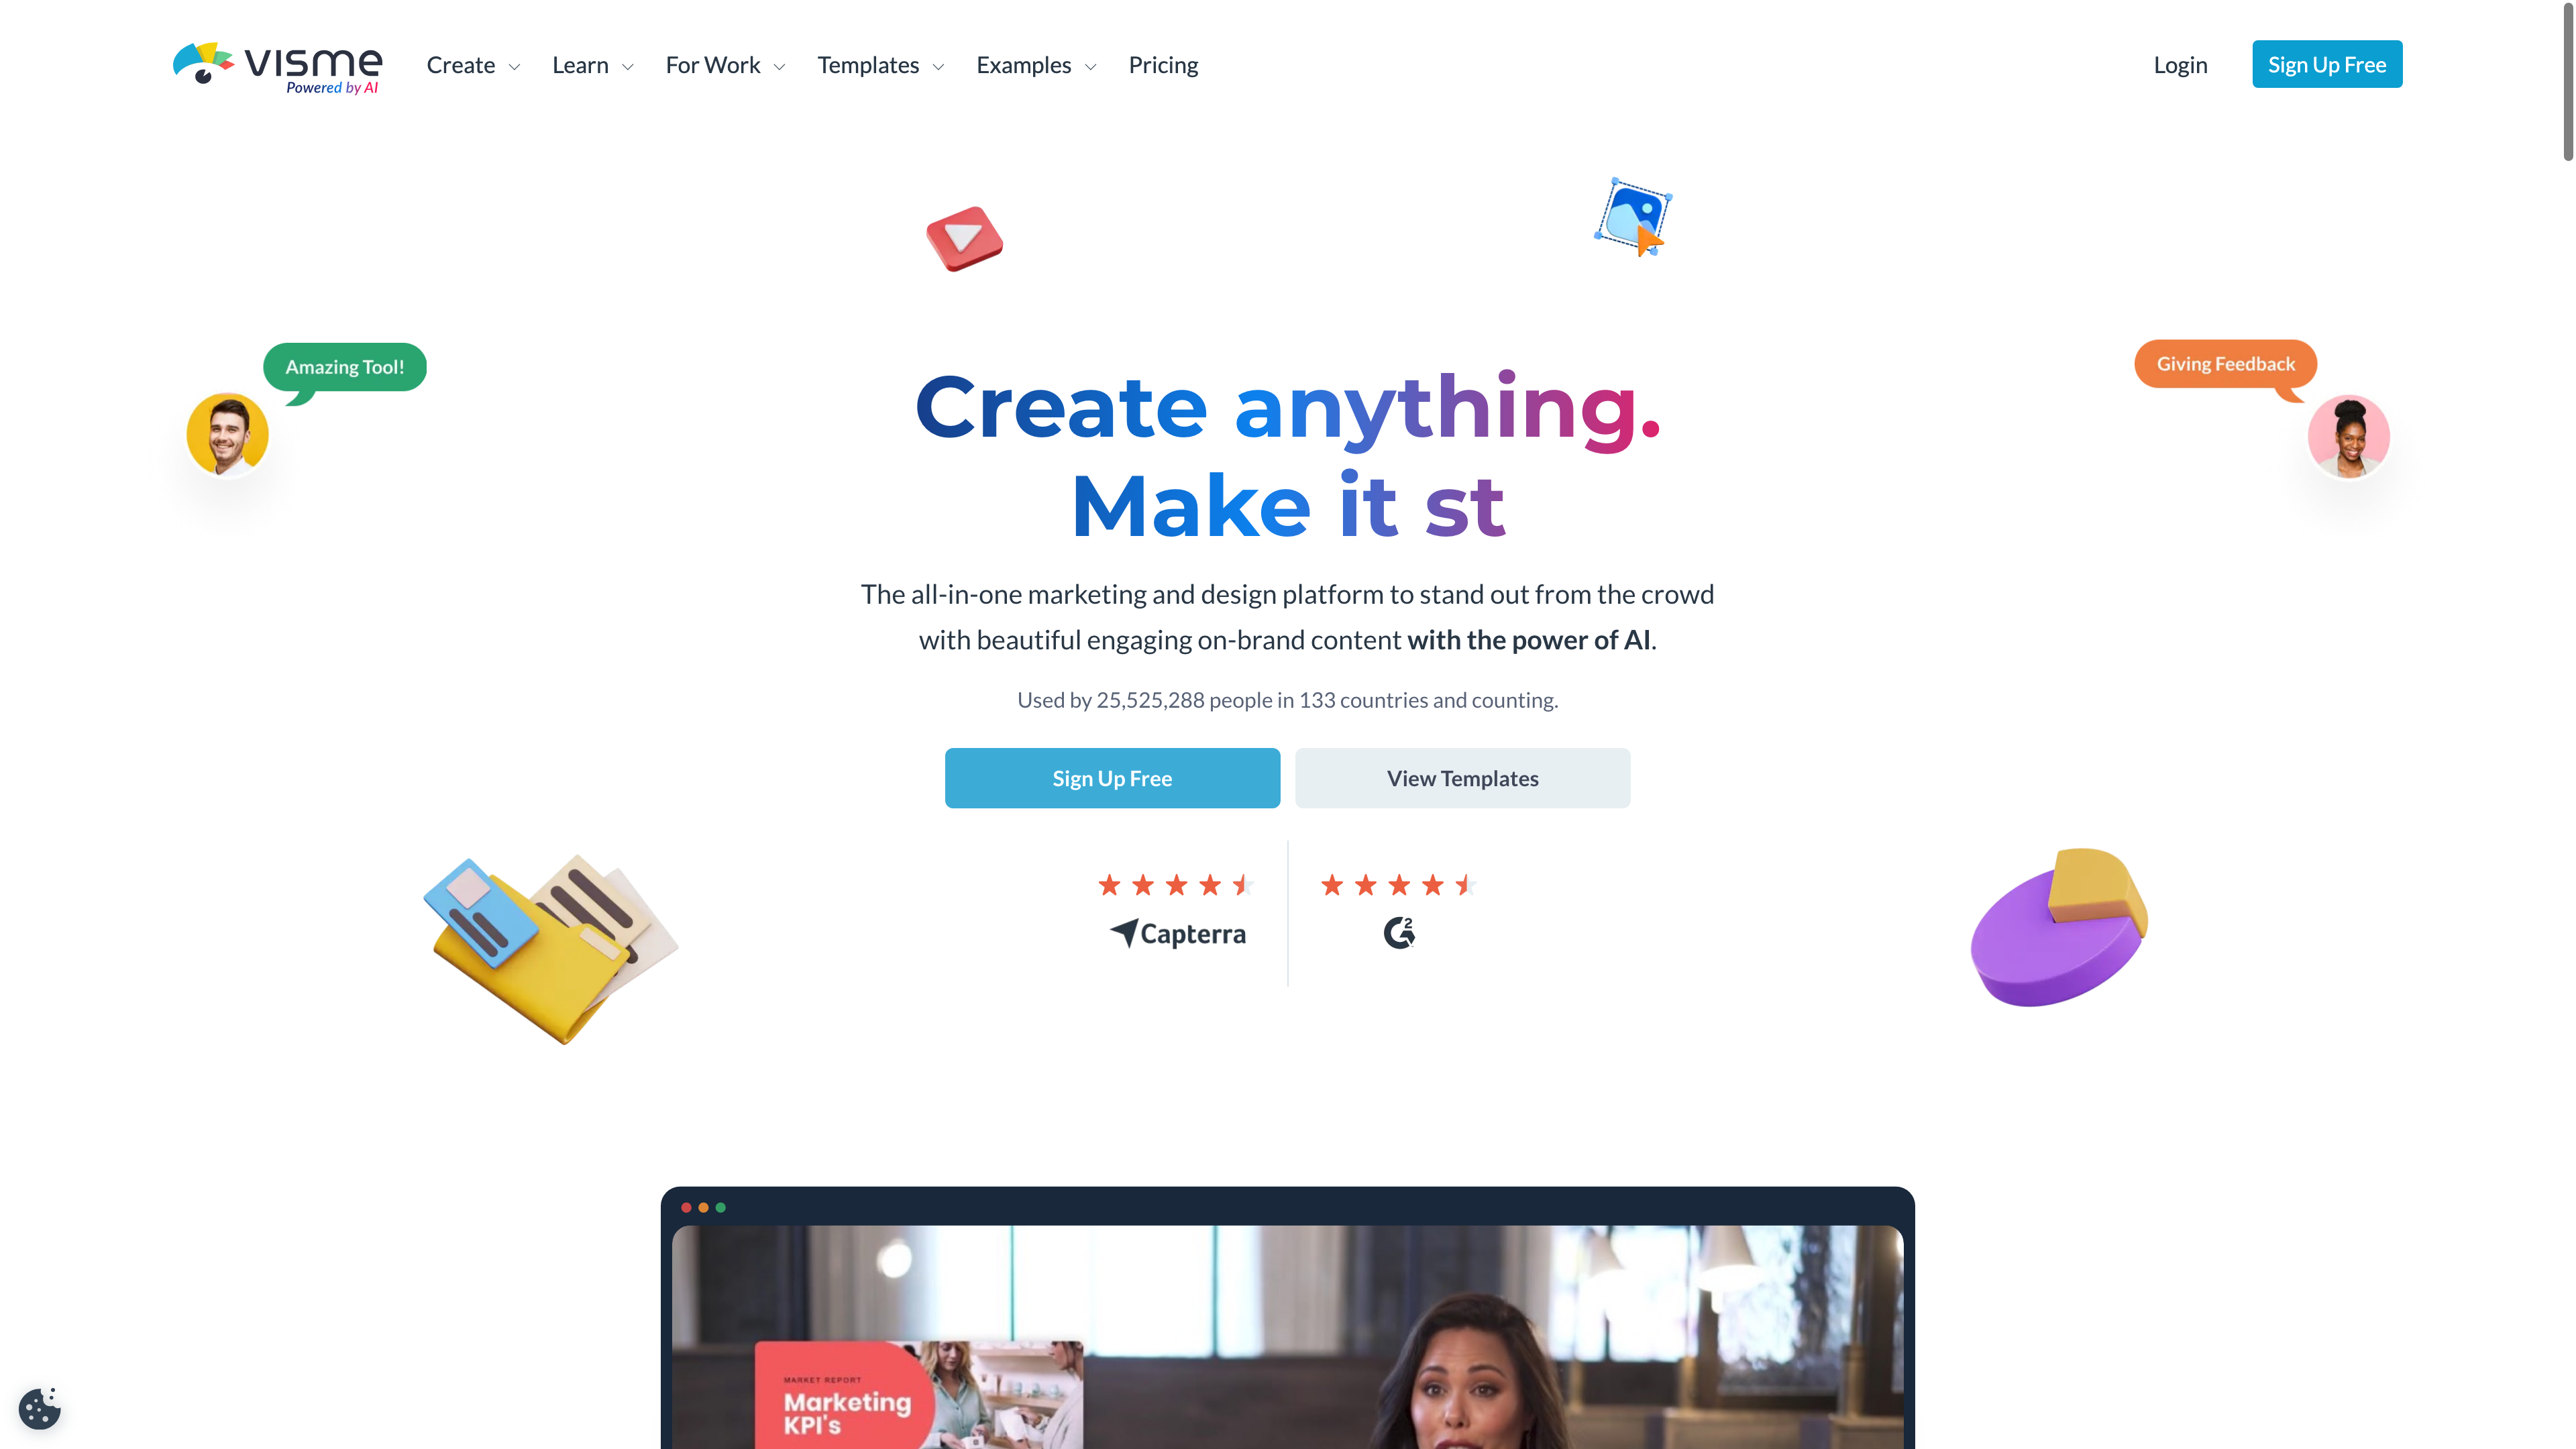 visme
Powered by AI
Create
Learn
For Work
Templates
Examples
Pricing
Login
Sign Up Free
Amazing Tool!
Giving Feedback
Create anything.
Make it st
The all-in-one marketing and design platform to stand out from the crowd
with beautiful engaging on-brand content with the power of AI.
Used by 25,525,288 people in 133 countries and counting.
Sign Up Free
View Templates
Capterra
G2
MARKET REPORT
Marketing
KPI's